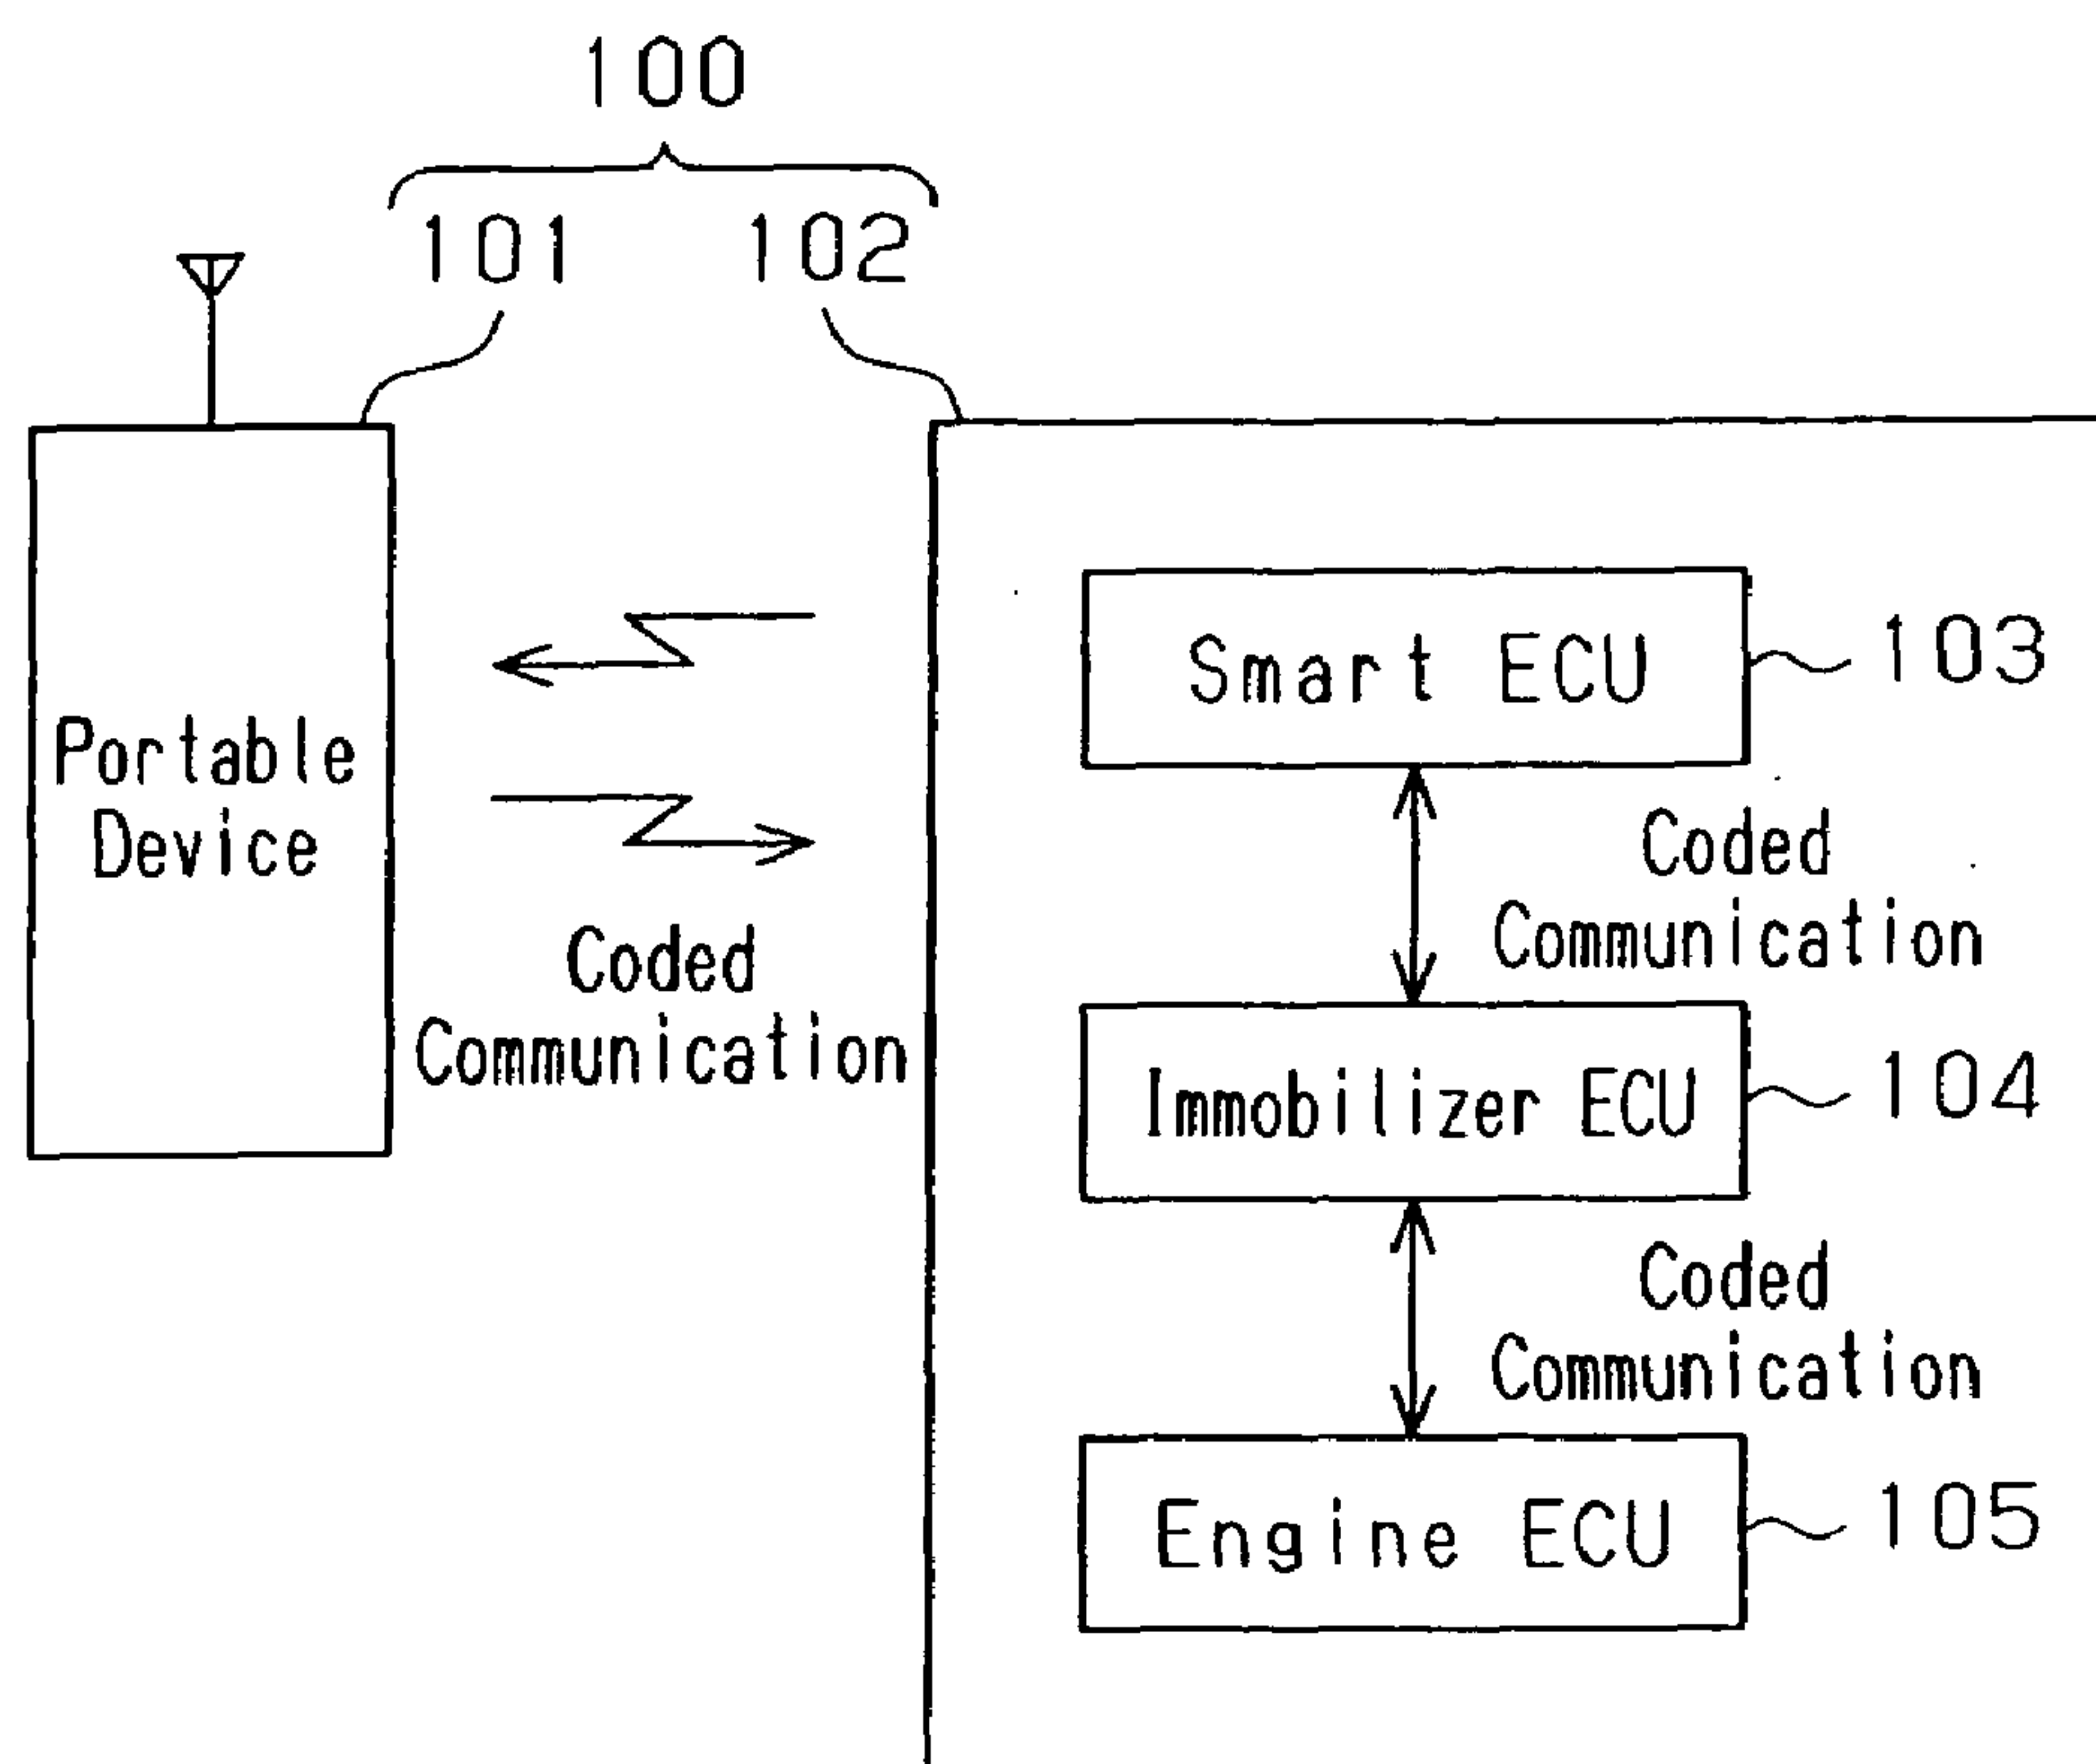 100
101
102
Portable
Device
Coded
Communication
Smart ECU
103
Coded
Communication
Immobilizer ECU
104
Coded
Communication
Engine ECU
105